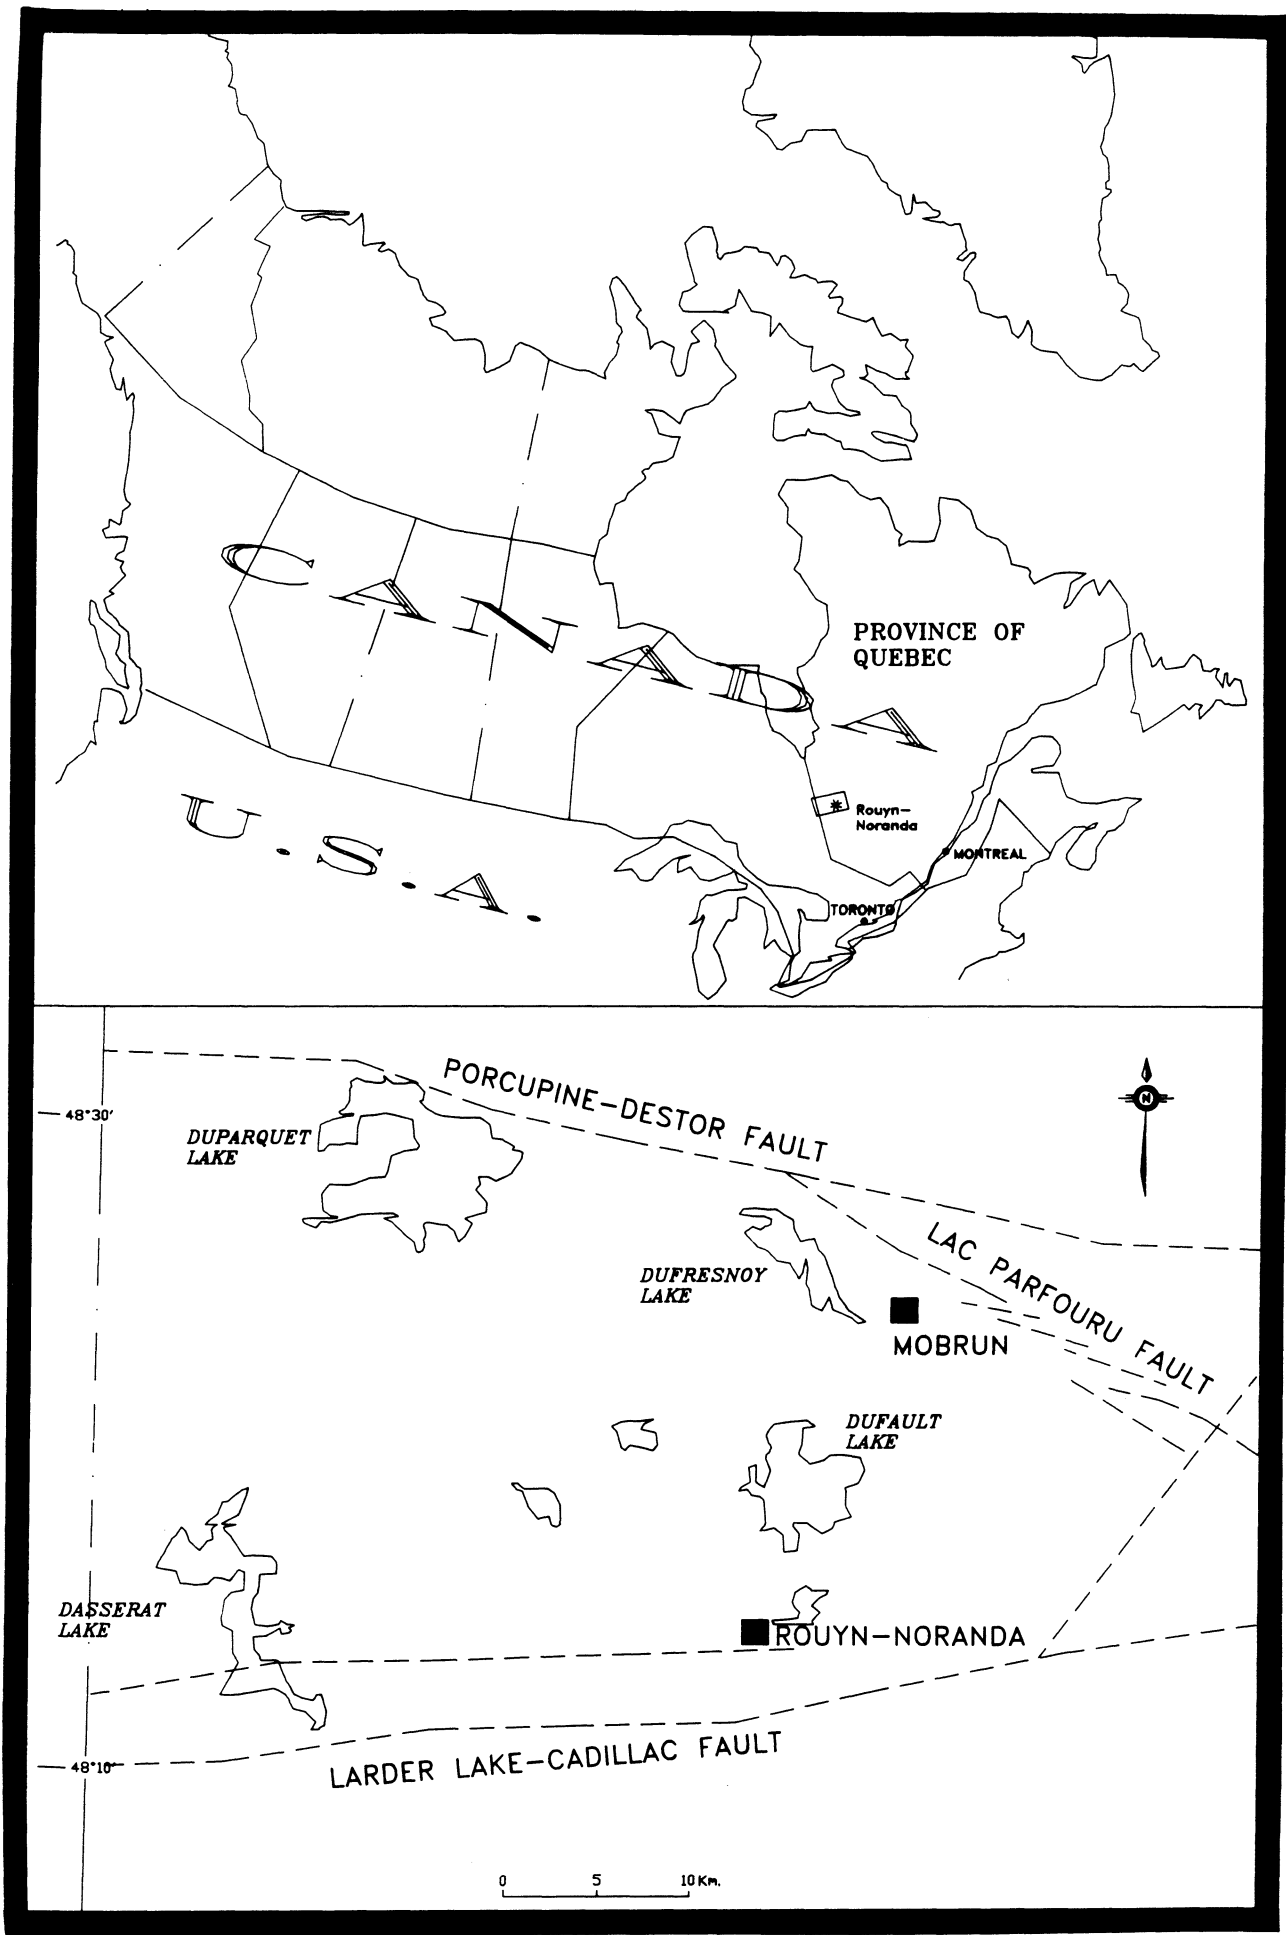 CANADA
PROVINCE OF
QUEBEC
U.S.A.
Rouyn-
Noranda
MONTREAL
TORONTO
PORCUPINE-DESTOR FAULT
N
48°30'
DUPARQUET
LAKE
LAC PARFOURU FAULT
DUFRESNOY
LAKE
MOBRUN
DUFAULT
LAKE
DASSERAT
LAKE
ROUYN-NORANDA
48°10'
LARDER LAKE-CADILLAC FAULT
0 5 10 Km.